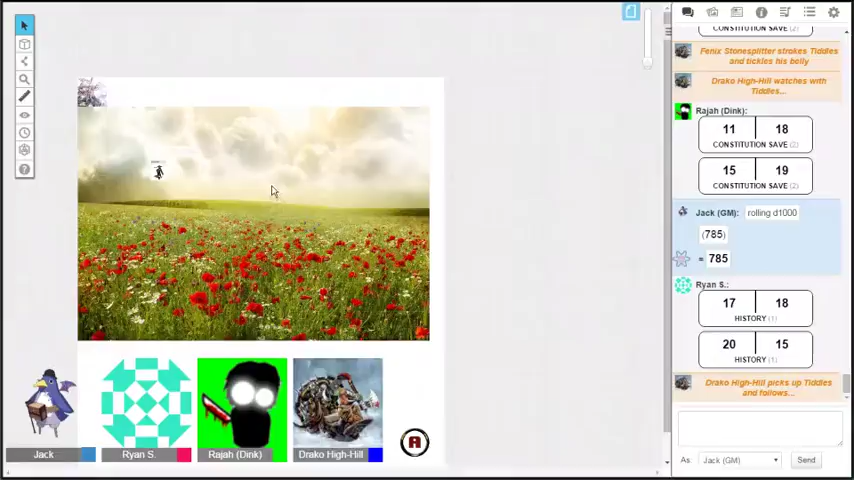 CONSTITUTION SAVE (2)
Fenix Stonesplitter strokes Tiddles
and tickles his belly
Drako High-Hill watches with
Tiddles...
Rajah (Dink):
11 18
CONSTITUTION SAVE (2)
15 19
CONSTITUTION SAVE (2)
Jack (GM): rolling d1000
(785)
= 785
Ryan S.:
17 18
HISTORY (1)
20 15
HISTORY (1)
Drako High-Hill picks up Tiddles
and follows...
As: Jack (GM) Send
Jack
Ryan S.
Rajah (Dink)
Drako High-Hill
A